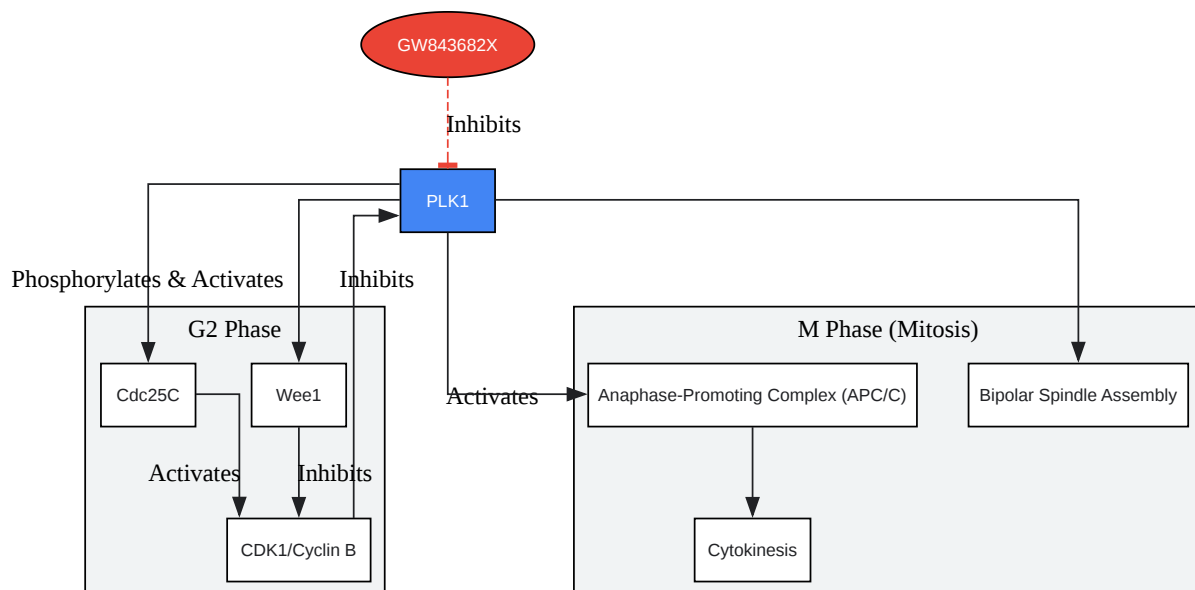 GW843682X
Inhibits
PLK1
Phosphorylates & Activates
Inhibits
G2 Phase
M Phase (Mitosis)
Cdc25C
Wee1
Activates
Anaphase-Promoting Complex (APC/C)
Bipolar Spindle Assembly
Activates
Inhibits
CDK1/Cyclin B
Cytokinesis